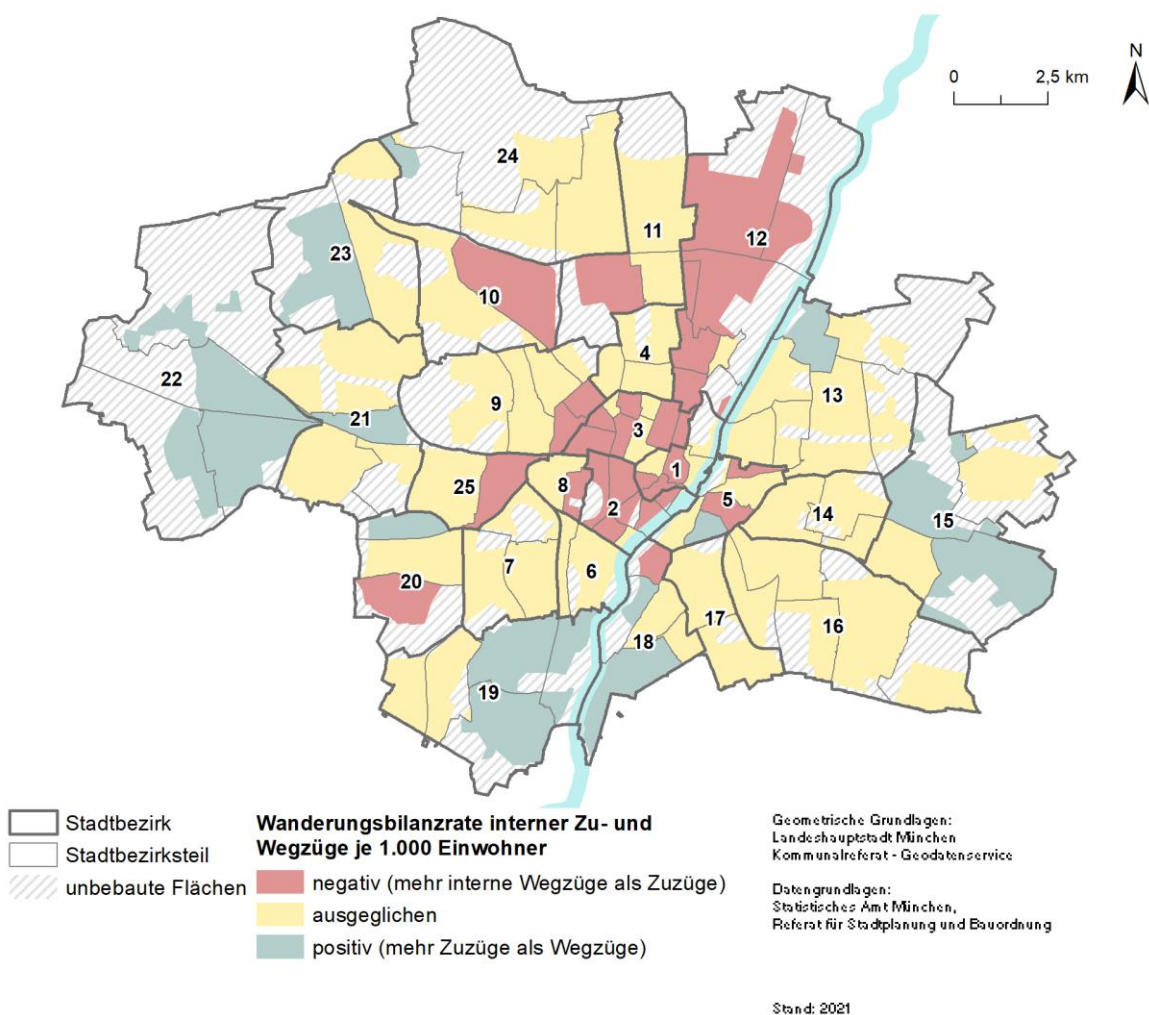 N
0 2,5 km
24
11
12
23
10
4
22
21
9
13
3
1
25
8
2
5
14
15
20
7
6
17
16
18
19
Stadtbezirk
Stadtbezirksteil
unbebaute Flächen
Wanderungsbilanzrate interner Zu- und
Wegzüge je 1.000 Einwohner
negativ (mehr interne Wegzüge als Zuzüge)
ausgeglichen
positiv (mehr Zuzüge als Wegzüge)
Geometrische Grundlagen:
Landeshauptstadt München
Kommunalreferat - Geodatenservice
Datengrundlagen:
Statistisches Amt München,
Referat für Stadtplanung und Bauordnung
Stand: 2021